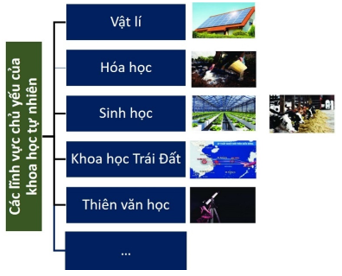 Các lĩnh vực chủ yếu của
khoa học tự nhiên
Vật lí
Hóa học
Sinh học
Khoa học Trái Đất
Thiên văn học
...